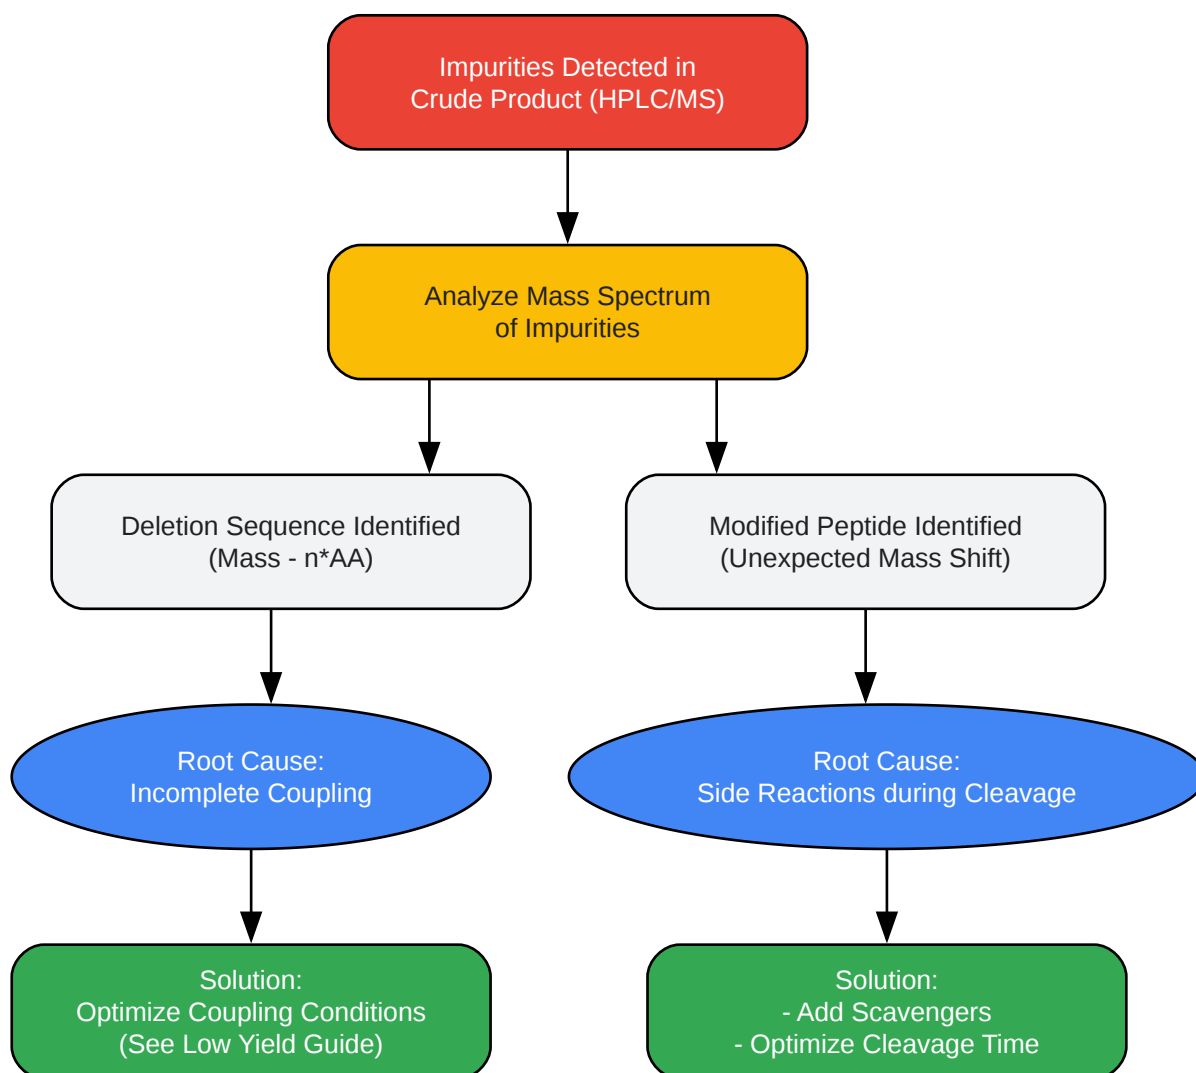 Impurities Detected in
Crude Product (HPLC/MS)
Analyze Mass Spectrum
of Impurities
Deletion Sequence Identified
(Mass - n*AA)
Modified Peptide Identified
(Unexpected Mass Shift)
Root Cause:
Incomplete Coupling
Root Cause:
Side Reactions during Cleavage
Solution:
Optimize Coupling Conditions
(See Low Yield Guide)
Solution:
- Add Scavengers
- Optimize Cleavage Time